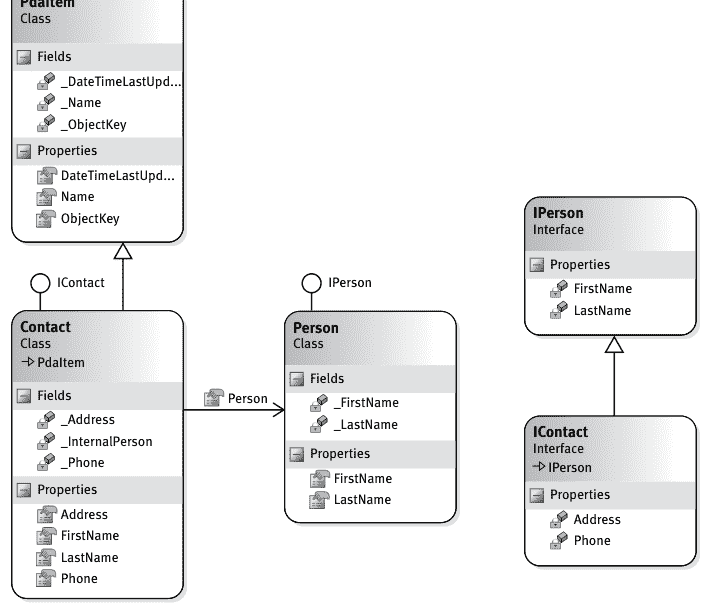 PdaItem
Class
Fields
_DateTimeLastUpd...
_Name
_ObjectKey
Properties
DateTimeLastUpd...
Name
ObjectKey
IContact
Contact
Class
PdaItem
Fields
_Address
_InternalPerson
_Phone
Properties
Address
FirstName
LastName
Phone
Person
IPerson
Person
Class
Fields
_FirstName
_LastName
Properties
FirstName
LastName
IPerson
Interface
Properties
FirstName
LastName
IContact
Interface
IPerson
Properties
Address
Phone